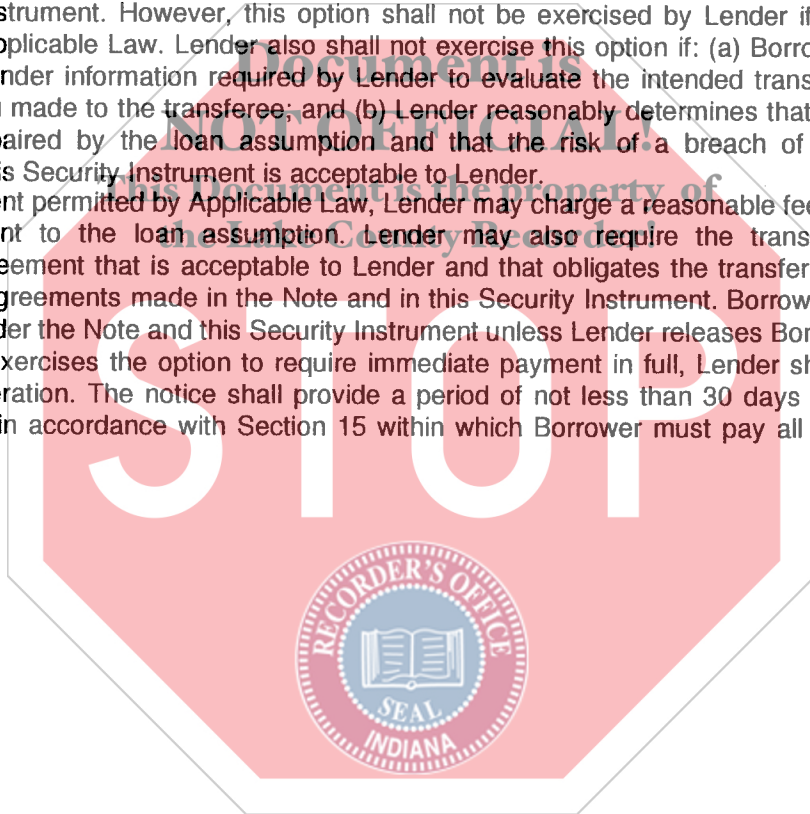 strument. However, this option shall not be exercised by Lender if
pplicable Law. Lender also shall not exercise this option if: (a) Borro
nder information required by Lender to evaluate the intended trans
made to the transferee; and (b) Lender reasonably determines that
paired by the loan assumption and that the risk of a breach of
is Security Instrument is acceptable to Lender.
nt permitted by Applicable Law, Lender may charge a reasonable fee
nt to the loan assumption. Lender may also require the trans
eement that is acceptable to Lender and that obligates the transfer
greements made in the Note and in this Security Instrument. Borrow
der the Note and this Security Instrument unless Lender releases Bor
xercises the option to require immediate payment in full, Lender sh
ration. The notice shall provide a period of not less than 30 days
in accordance with Section 15 within which Borrower must pay all
Document is
NOT OFFICIAL!
This Document is the property of
the Lake County Recorder!
STOP
RECORDER'S OFFICE
SEAL
INDIANA